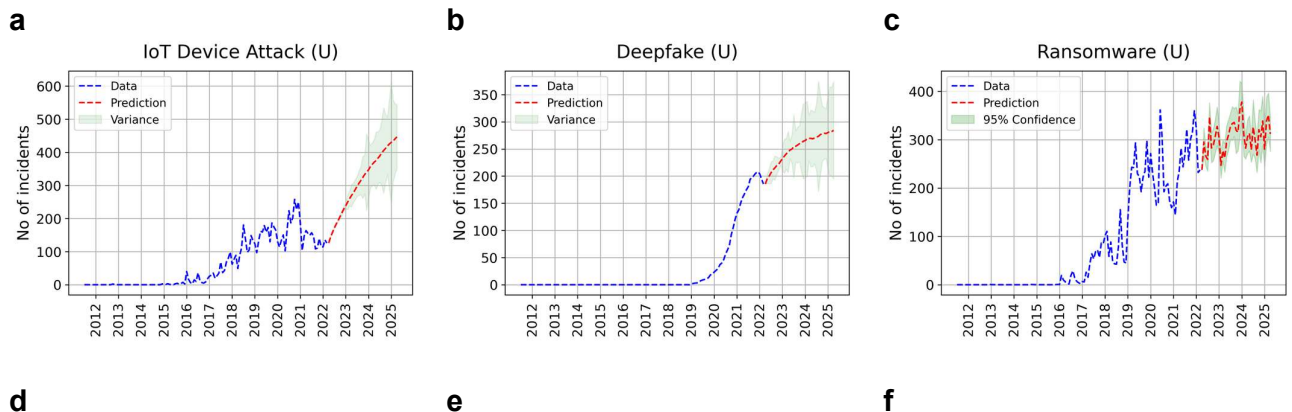 a
IoT Device Attack (U)
No of incidents
600
500
400
300
200
100
0
Data
Prediction
Variance
2012
2013
2014
2015
2016
2017
2018
2019
2020
2021
2022
2023
2024
2025
b
Deepfake (U)
No of incidents
350
300
250
200
150
100
50
0
Data
Prediction
Variance
2012
2013
2014
2015
2016
2017
2018
2019
2020
2021
2022
2023
2024
2025
c
Ransomware (U)
No of incidents
400
300
200
100
0
Data
Prediction
95% Confidence
2012
2013
2014
2015
2016
2017
2018
2019
2020
2021
2022
2023
2024
2025
d
e
f